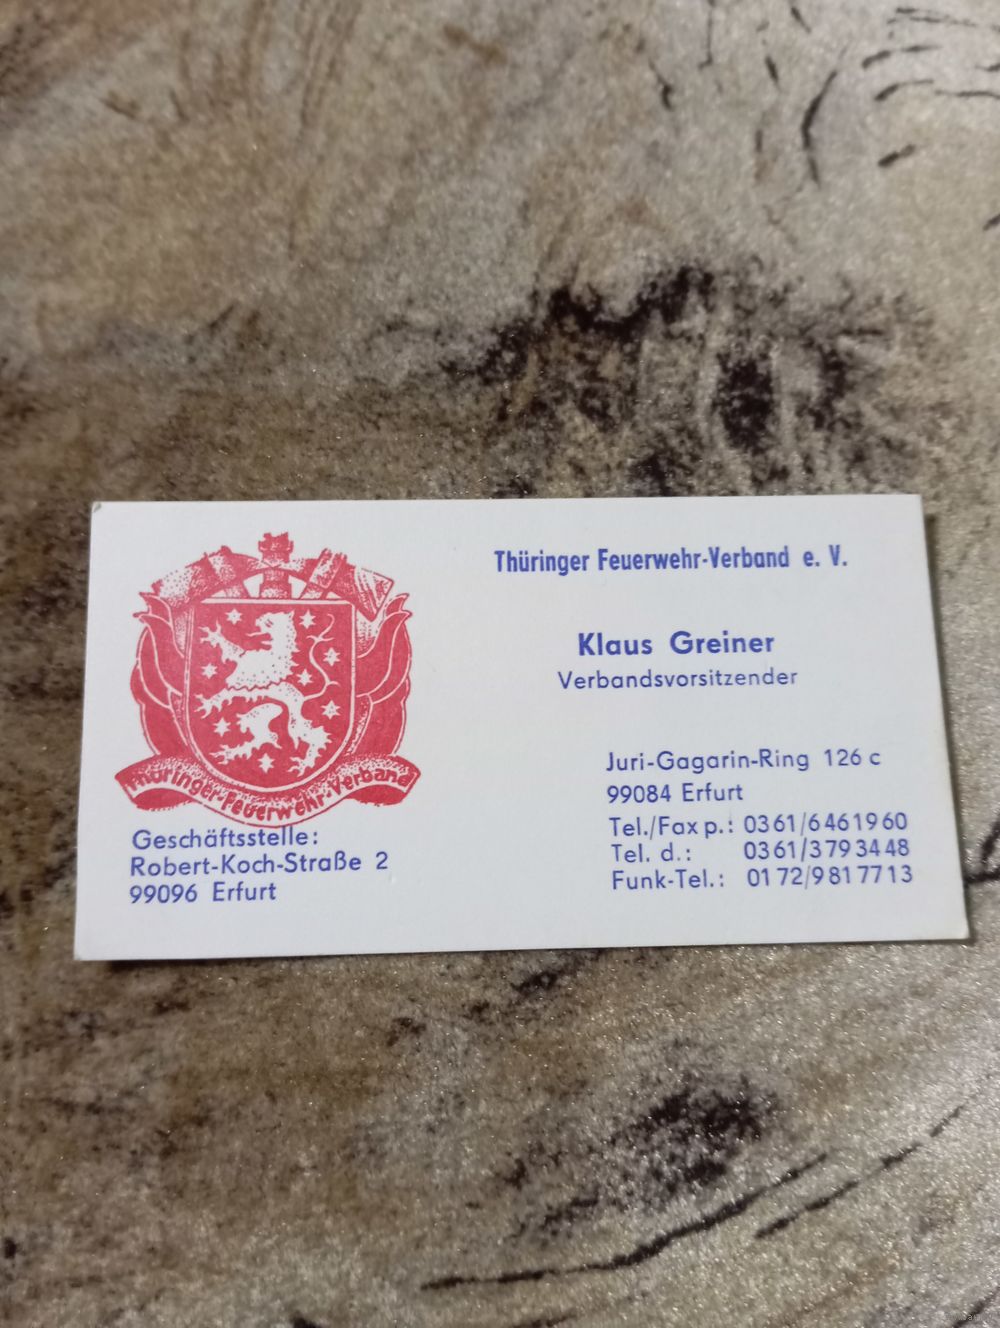 Thüringer Feuerwehr-Verband e. V.
Klaus Greiner
Verbandsvorsitzender
Juri-Gagarin-Ring 126 c
99084 Erfurt
Tel./Fax p.: 0361/6461960
Tel. d.: 0361/3793448
Funk-Tel.: 0172/9817713
Thüringer-Feuerwehr-Verband
Geschäftsstelle:
Robert-Koch-Straße 2
99096 Erfurt